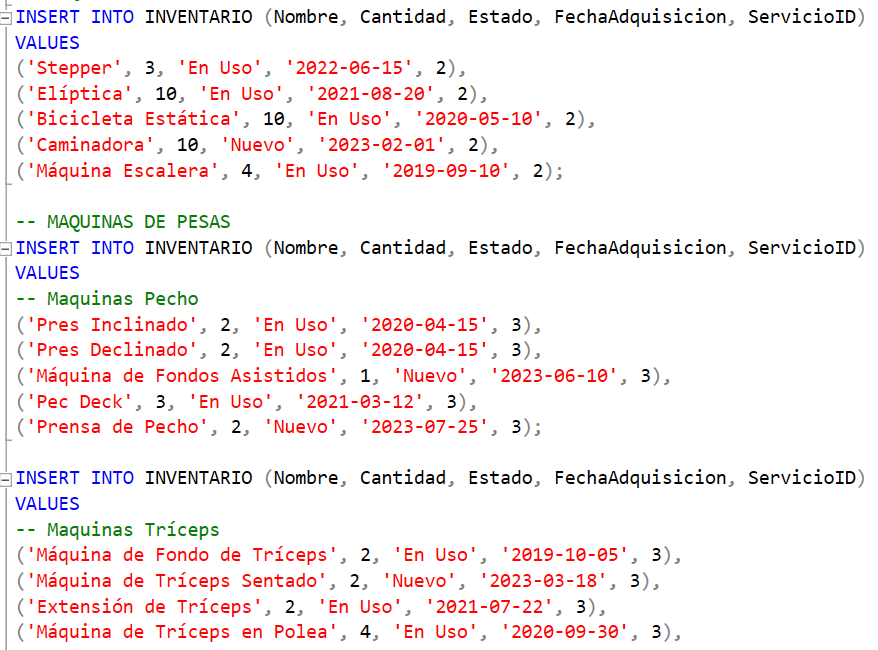 INSERT INTO INVENTARIO (Nombre, Cantidad, Estado, FechaAdquisicion, ServicioID)
VALUES
('Stepper', 3, 'En Uso', '2022-06-15', 2),
('Elíptica', 10, 'En Uso', '2021-08-20', 2),
('Bicicleta Estática', 10, 'En Uso', '2020-05-10', 2),
('Caminadora', 10, 'Nuevo', '2023-02-01', 2),
('Máquina Escalera', 4, 'En Uso', '2019-09-10', 2);
-- MAQUINAS DE PESAS
INSERT INTO INVENTARIO (Nombre, Cantidad, Estado, FechaAdquisicion, ServicioID)
VALUES
-- Maquinas Pecho
('Pres Inclinado', 2, 'En Uso', '2020-04-15', 3),
('Pres Declinado', 2, 'En Uso', '2020-04-15', 3),
('Máquina de Fondos Asistidos', 1, 'Nuevo', '2023-06-10', 3),
('Pec Deck', 3, 'En Uso', '2021-03-12', 3),
('Prensa de Pecho', 2, 'Nuevo', '2023-07-25', 3);
INSERT INTO INVENTARIO (Nombre, Cantidad, Estado, FechaAdquisicion, ServicioID)
VALUES
-- Maquinas Tríceps
('Máquina de Fondo de Tríceps', 2, 'En Uso', '2019-10-05', 3),
('Máquina de Tríceps Sentado', 2, 'Nuevo', '2023-03-18', 3),
('Extensión de Tríceps', 2, 'En Uso', '2021-07-22', 3),
('Máquina de Tríceps en Polea', 4, 'En Uso', '2020-09-30', 3),